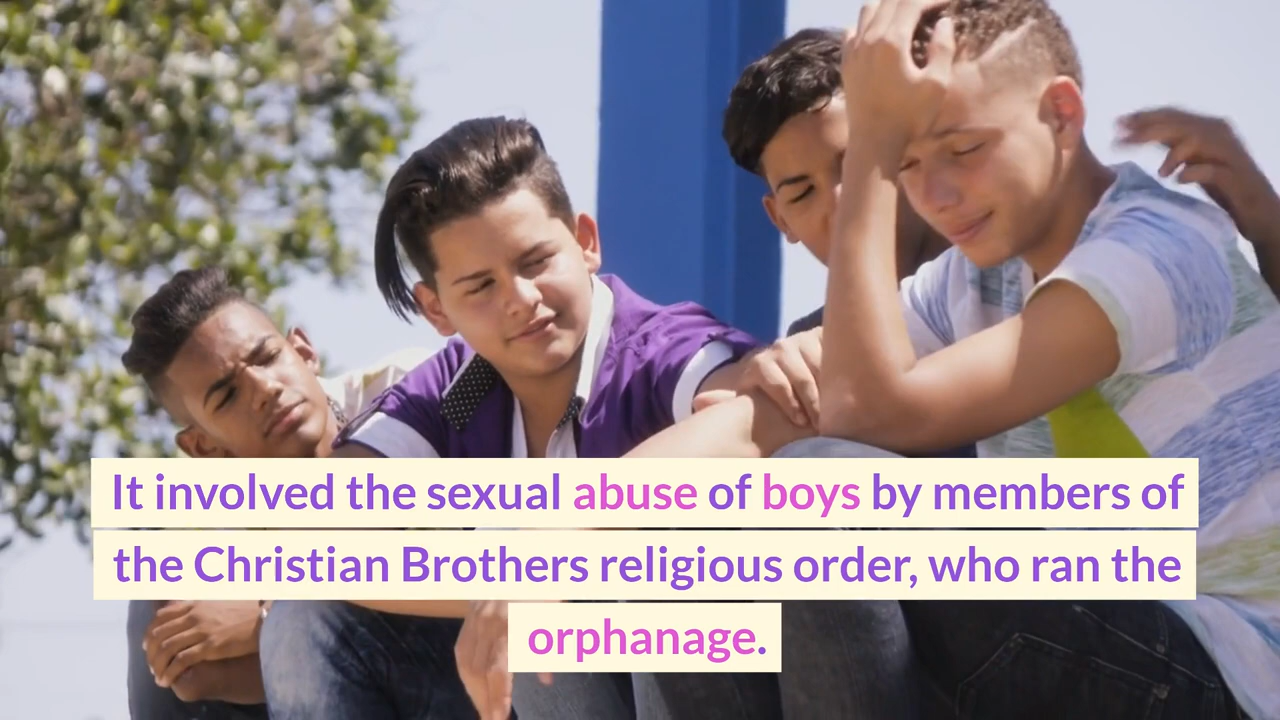 It involved the sexual abuse of boys by members of
the Christian Brothers religious order, who ran the
orphanage.